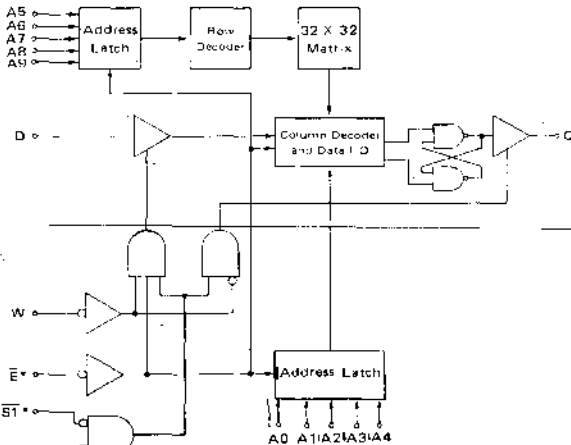 A5
A6
A7
A8
A9
Address
Latch
Row
Decoder
32 X 32
Matrix
D
Column Decoder
and Data I O
Q
W
E
S1
Address Latch
A0 A1 A2 A3 A4